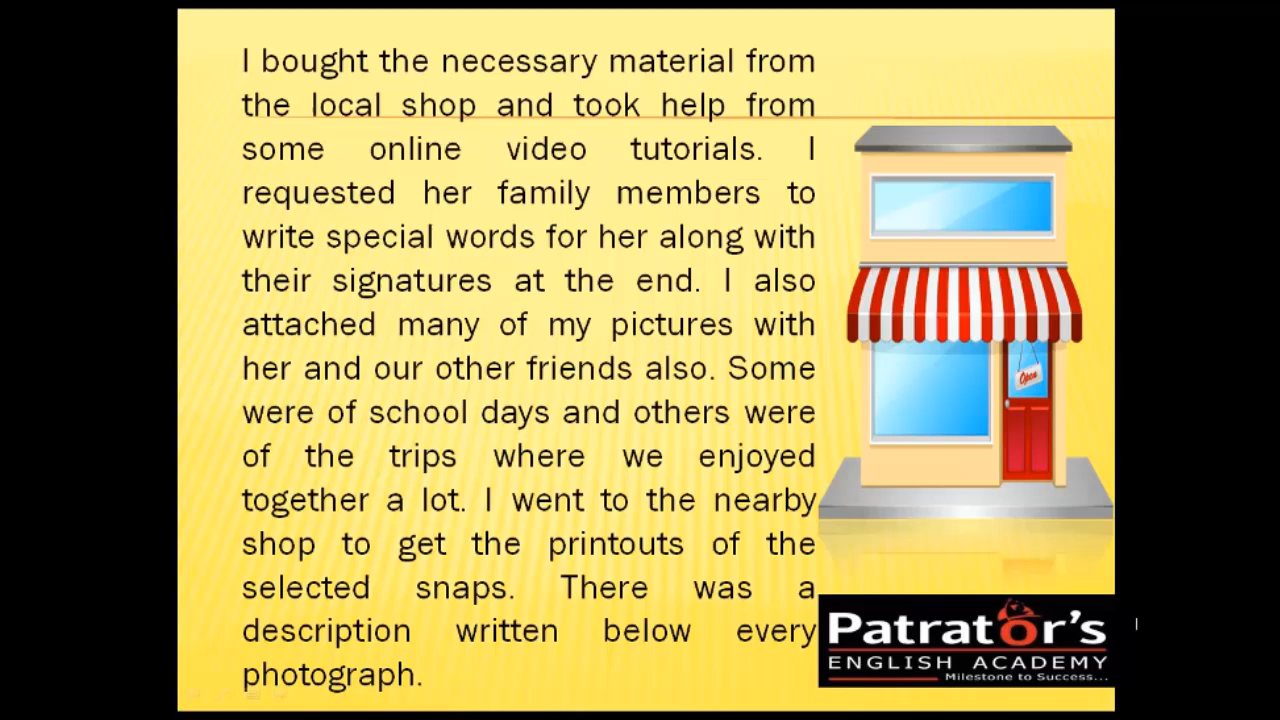 I bought the necessary material from
the local shop and took help from
some online video tutorials. I
requested her family members to
write special words for her along with
their signatures at the end. I also
attached many of my pictures with
her and our other friends also. Some
were of school days and others were
of the trips where we enjoyed
together a lot. I went to the nearby
shop to get the printouts of the
selected snaps. There was a
description written below every
photograph.
Open
Patrator's
ENGLISH ACADEMY
Milestone to Success...